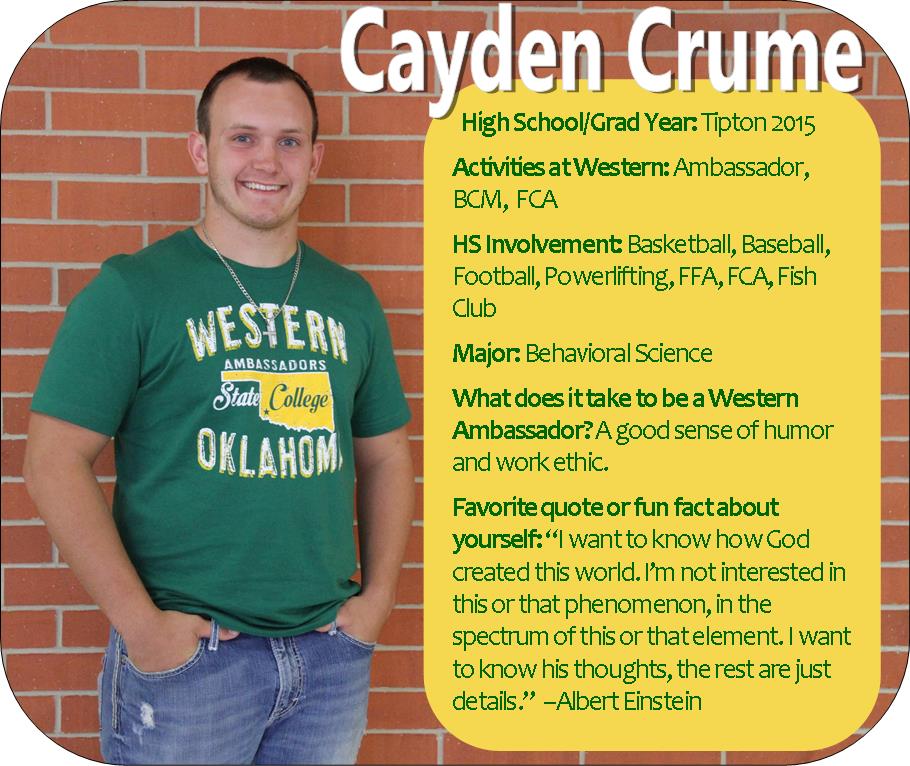 Cayden Crume
High School/Grad Year: Tipton 2015
Activities at Western: Ambassador,
BCM, FCA
HS Involvement: Basketball, Baseball,
Football, Powerlifting, FFA, FCA, Fish
Club
Major: Behavioral Science
What does it take to be a Western
Ambassador? A good sense of humor
and work ethic.
Favorite quote or fun fact about
yourself: “I want to know how God
created this world. I’m not interested in
this or that phenomenon, in the
spectrum of this or that element. I want
to know his thoughts, the rest are just
details.” –Albert Einstein
WESTERN
AMBASSADORS
State College
OKLAHOMA